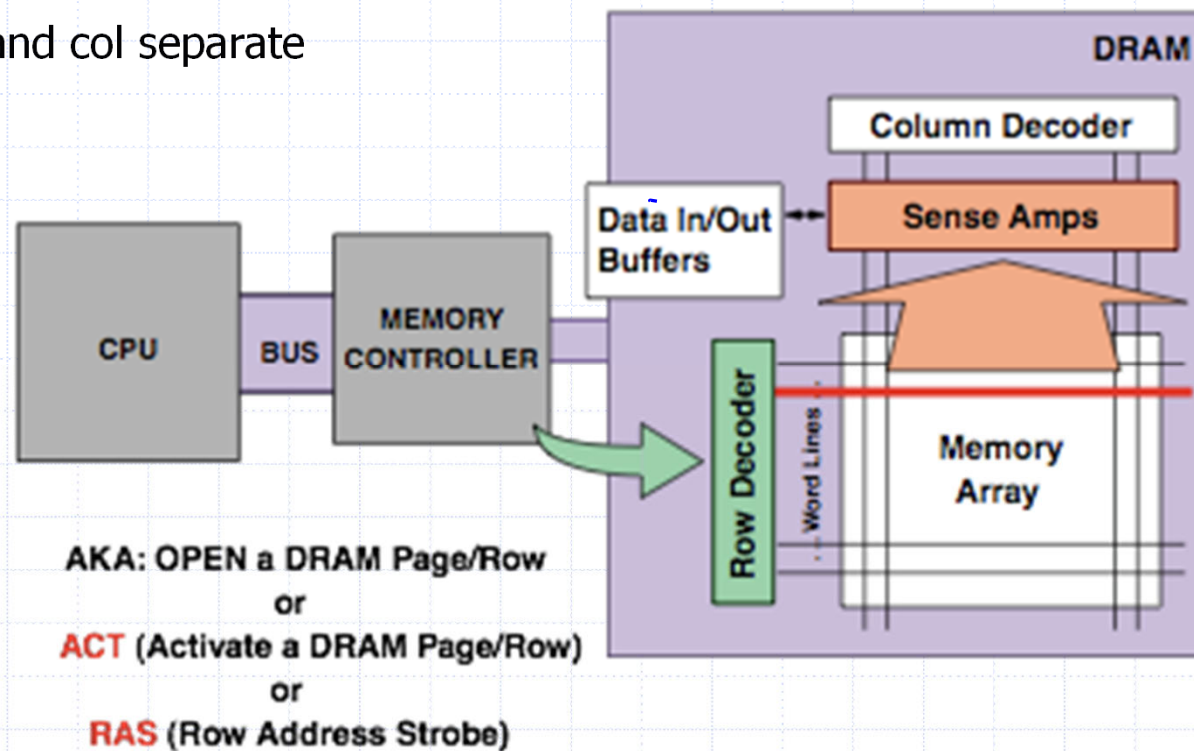 and col separate
DRAM
Column Decoder
Sense Amps
Data In/Out
Buffers
CPU
BUS
MEMORY
CONTROLLER
Row Decoder
... Word Lines ...
Memory
Array
AKA: OPEN a DRAM Page/Row
or
ACT (Activate a DRAM Page/Row)
or
RAS (Row Address Strobe)